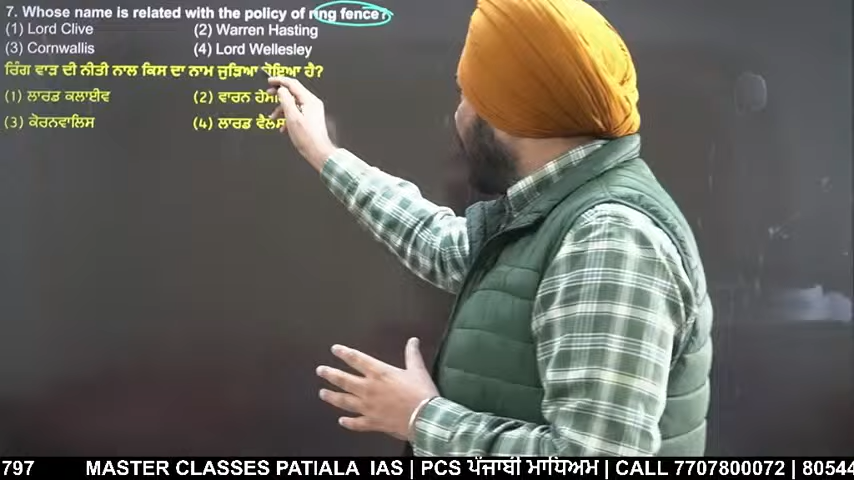 7. Whose name is related with the policy of ring fence?
(1) Lord Clive (2) Warren Hasting
(3) Cornwallis (4) Lord Wellesley
ਰਿੰਗ ਵਾੜ ਦੀ ਨੀਤੀ ਨਾਲ ਕਿਸ ਦਾ ਨਾਮ ਜੁੜਿਆ ਹੋਇਆ ਹੈ?
(1) ਲਾਰਡ ਕਲਾਈਵ (2) ਵਾਰਨ
(3) ਕੋਰਨਵਾਲਿਸ (4) ਲਾਰਡ
797 MASTER CLASSES PATIALA IAS | PCS ਪੰਜਾਬੀ ਮਾਧਿਅਮ | CALL 7707800072 | 80544